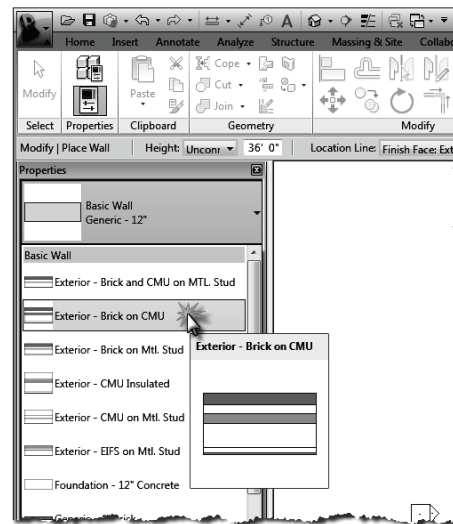 Home Insert Annotate Analyze Structure Massing & Site Collabo
Modify
Paste
Cope
Cut
Join
Select Properties Clipboard Geometry Modify
Modify | Place Wall Height: Unconr 36' 0" Location Line: Finish Face: Ext
Properties
Basic Wall
Generic - 12"
Basic Wall
Exterior - Brick and CMU on MTL. Stud
Exterior - Brick on CMU
Exterior - Brick on Mtl. Stud
Exterior - Brick on CMU
Exterior - CMU Insulated
Exterior - CMU on Mtl. Stud
Exterior - EIFS on Mtl. Stud
Foundation - 12" Concrete